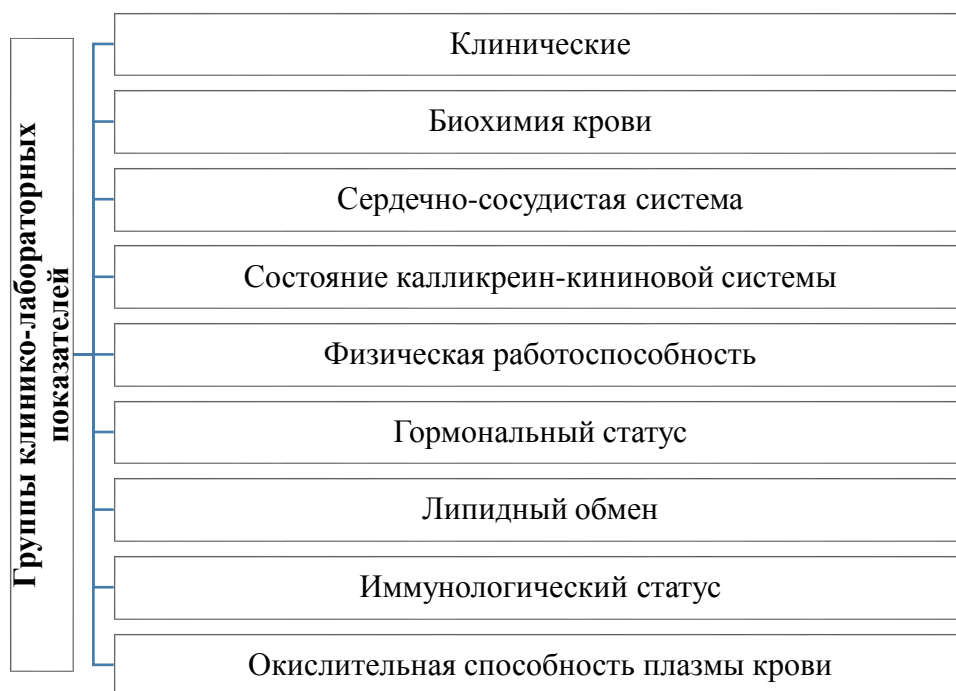 Группы клинико-лабораторных
показателей
Клинические
Биохимия крови
Сердечно-сосудистая система
Состояние калликреин-кининовой системы
Физическая работоспособность
Гормональный статус
Липидный обмен
Иммунологический статус
Окислительная способность плазмы крови